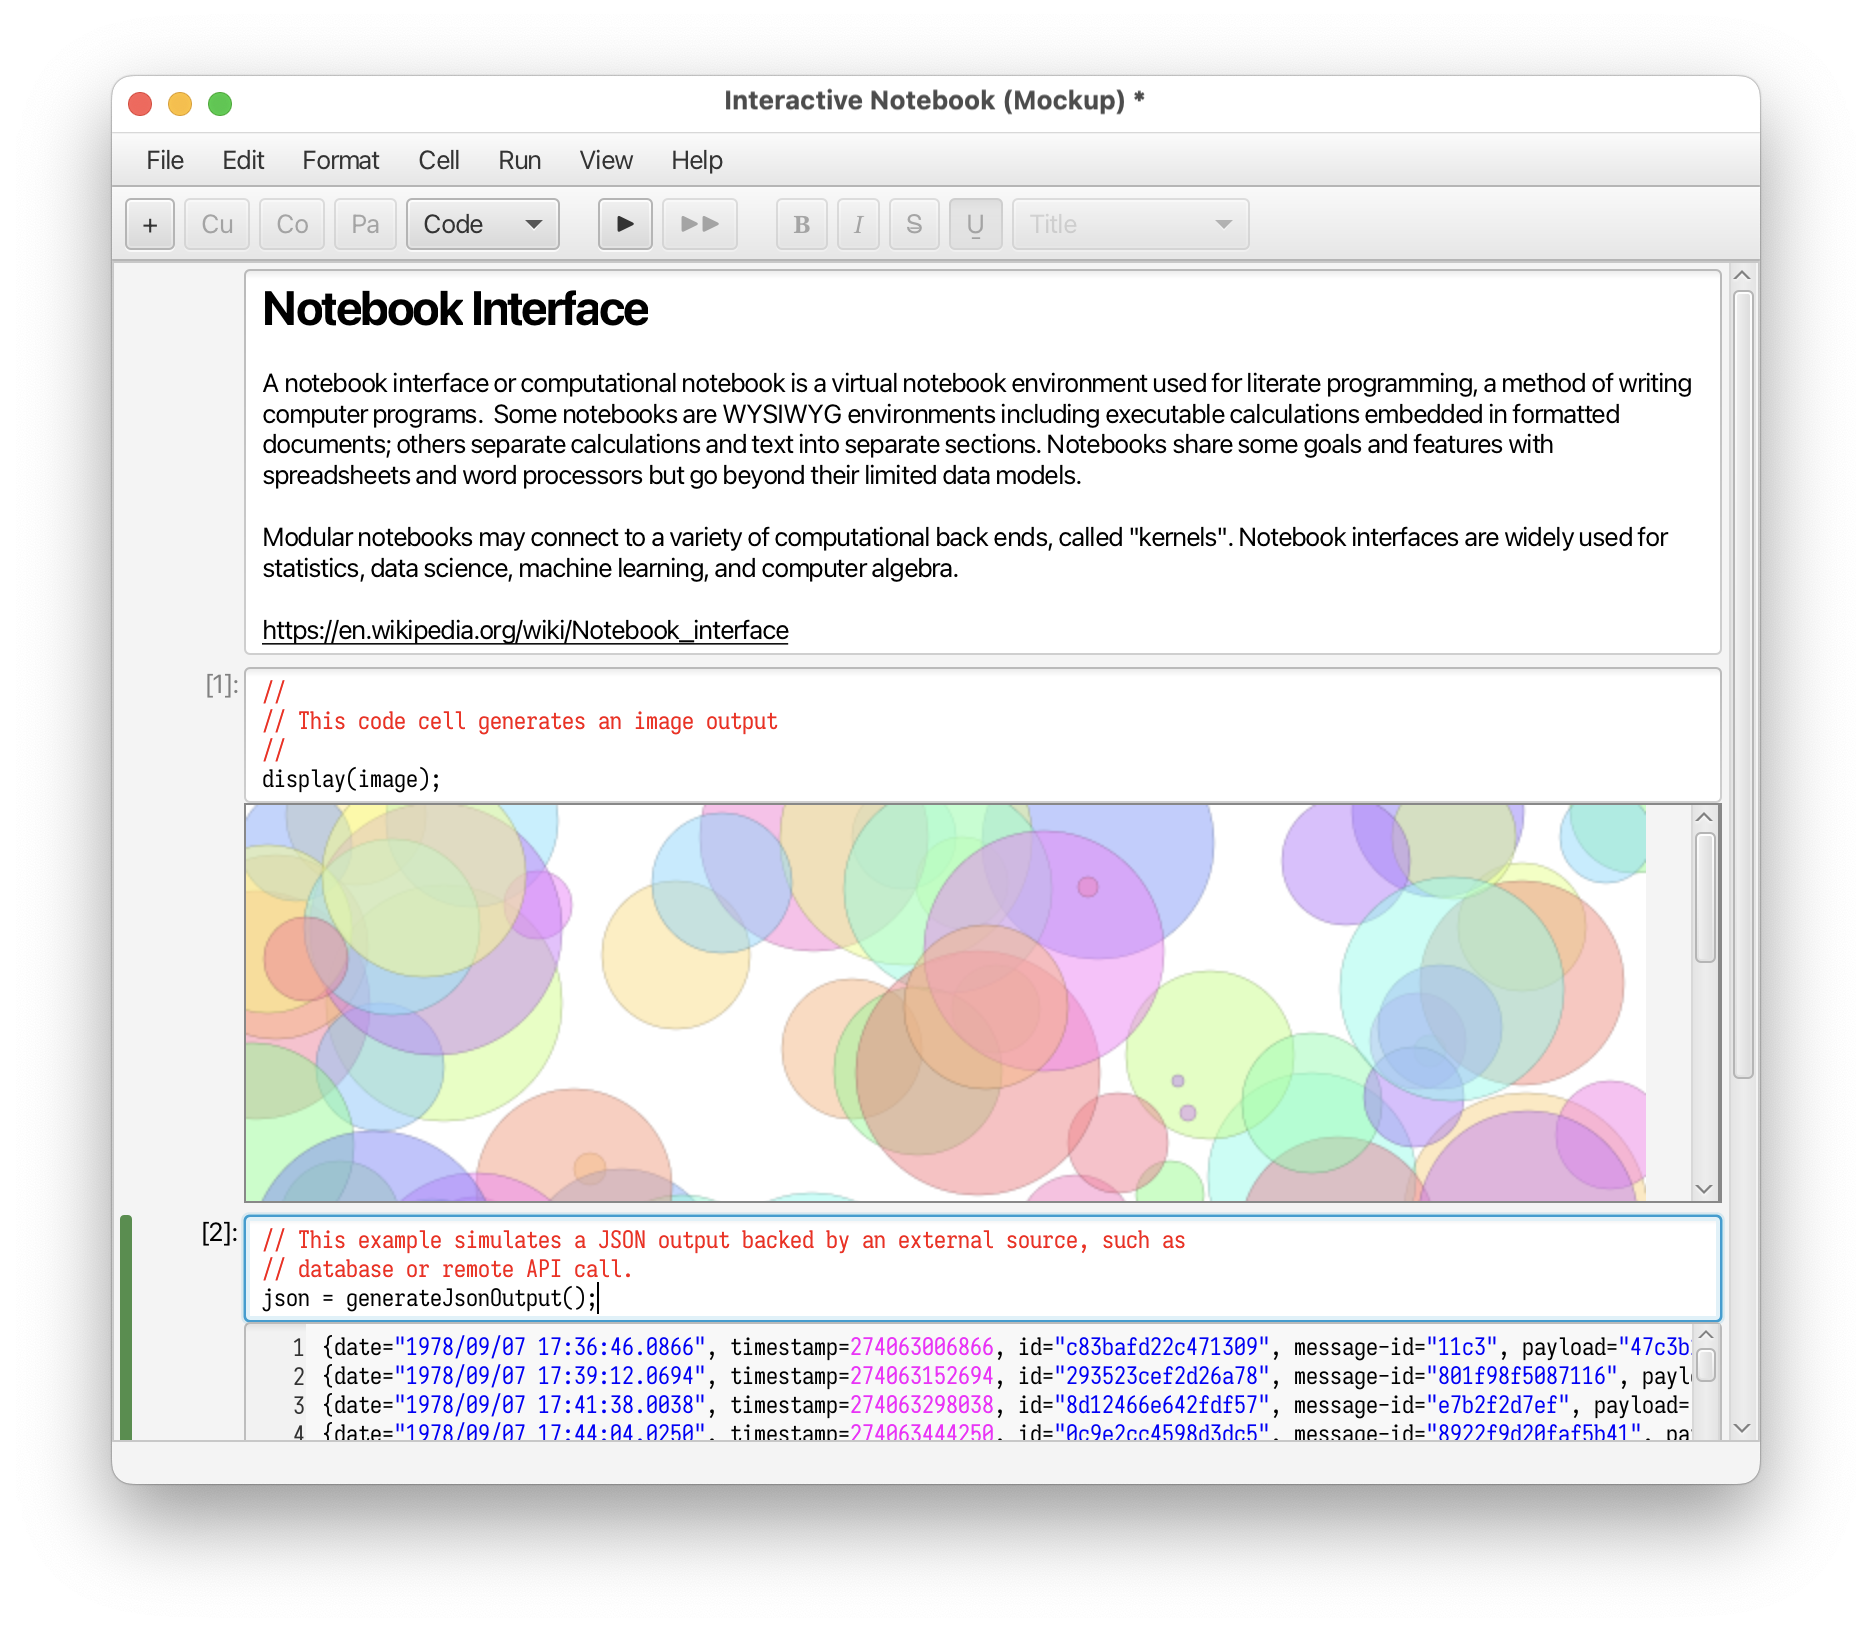 Interactive Notebook (Mockup) *
File Edit Format Cell Run View Help
+ Cu Co Pa Code B I S U Title
Notebook Interface
A notebook interface or computational notebook is a virtual notebook environment used for literate programming, a method of writing
computer programs.  Some notebooks are WYSIWYG environments including executable calculations embedded in formatted
documents; others separate calculations and text into separate sections. Notebooks share some goals and features with
spreadsheets and word processors but go beyond their limited data models.
Modular notebooks may connect to a variety of computational back ends, called "kernels". Notebook interfaces are widely used for
statistics, data science, machine learning, and computer algebra.
https://en.wikipedia.org/wiki/Notebook_interface
[1]:
//
// This code cell generates an image output
//
display(image);
[2]:
// This example simulates a JSON output backed by an external source, such as
// database or remote API call.
json = generateJsonOutput();
1 {date="1978/09/07 17:36:46.0866", timestamp=274063006866, id="c83bafd22c471309", message-id="11c3", payload="47c3b
2 {date="1978/09/07 17:39:12.0694", timestamp=274063152694, id="293523cef2d26a78", message-id="801f98f5087116", payl
3 {date="1978/09/07 17:41:38.0038", timestamp=274063298038, id="8d12466e642fdf57", message-id="e7b2f2d7ef", payload=
4 {date="1978/09/07 17:44:04.0250", timestamp=274063444250, id="0c9e2cc4598d3dc5", message-id="8922f9d20faf5b41", pa